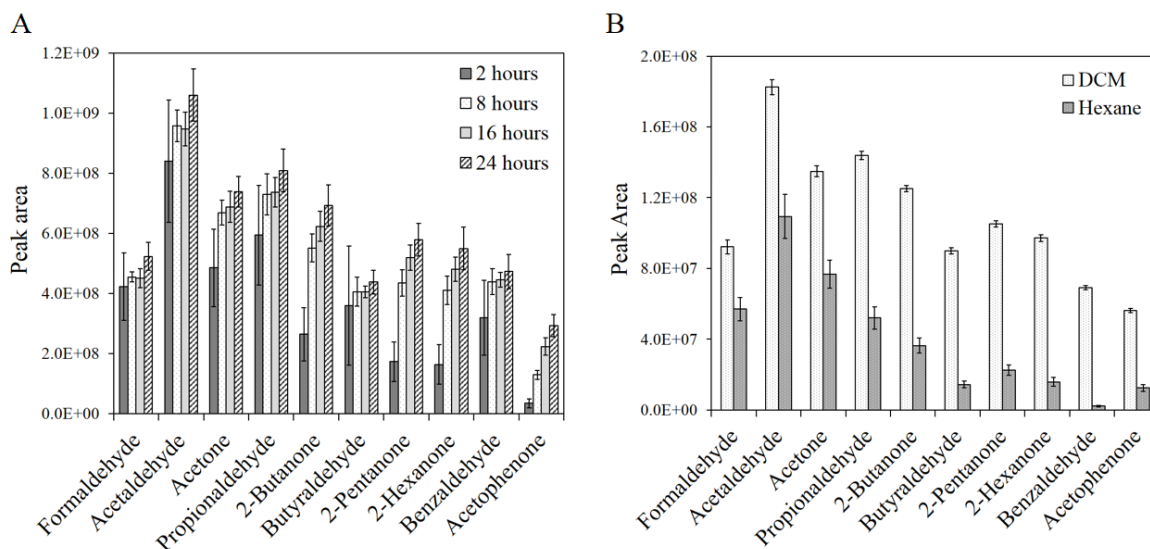 A
Peak area
1.2E+09
1.0E+09
8.0E+08
6.0E+08
4.0E+08
2.0E+08
0.0E+00
2 hours
8 hours
16 hours
24 hours
Formaldehyde
Acetaldehyde
Acetone
Propionaldehyde
2-Butanone
Butyraldehyde
2-Pentanone
2-Hexanone
Benzaldehyde
Acetophenone
B
Peak Area
2.0E+08
1.6E+08
1.2E+08
8.0E+07
4.0E+07
0.0E+00
DCM
Hexane
Formaldehyde
Acetaldehyde
Acetone
Propionaldehyde
2-Butanone
Butyraldehyde
2-Pentanone
2-Hexanone
Benzaldehyde
Acetophenone